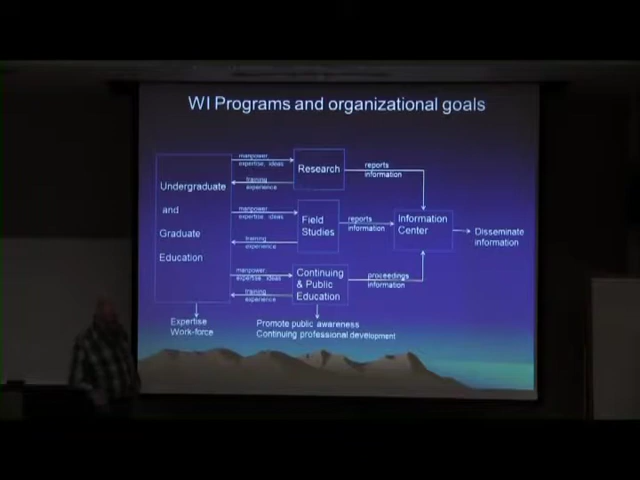 WI Programs and organizational goals
manpower,
expertise, ideas
training
experience
Research
reports
information
Undergraduate
and
Graduate
Education
manpower,
expertise, ideas
training
experience
Field
Studies
reports
information
Information
Center
Disseminate
information
manpower,
expertise, ideas
training
experience
Continuing
& Public
Education
proceedings
information
Expertise
Work-force
Promote public awareness
Continuing professional development